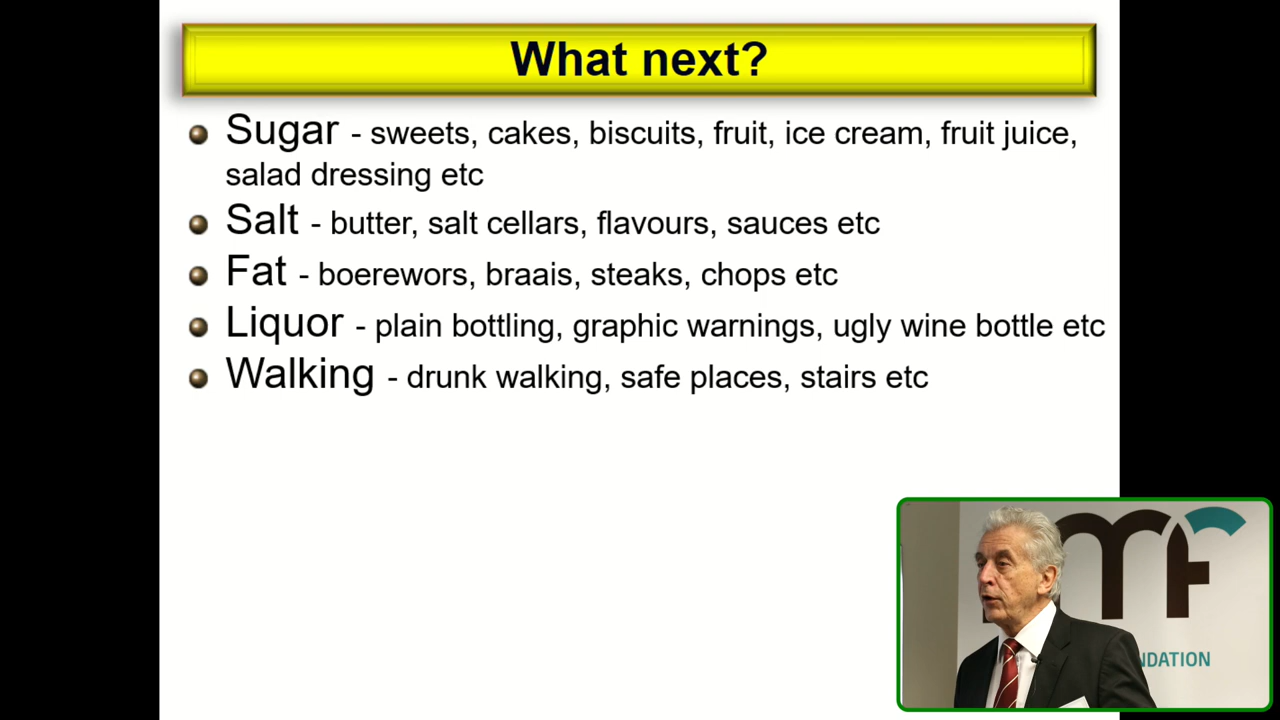 What next?
Sugar - sweets, cakes, biscuits, fruit, ice cream, fruit juice,
salad dressing etc
Salt - butter, salt cellars, flavours, sauces etc
Fat - boerewors, braais, steaks, chops etc
Liquor - plain bottling, graphic warnings, ugly wine bottle etc
Walking - drunk walking, safe places, stairs etc
mF
NDATION